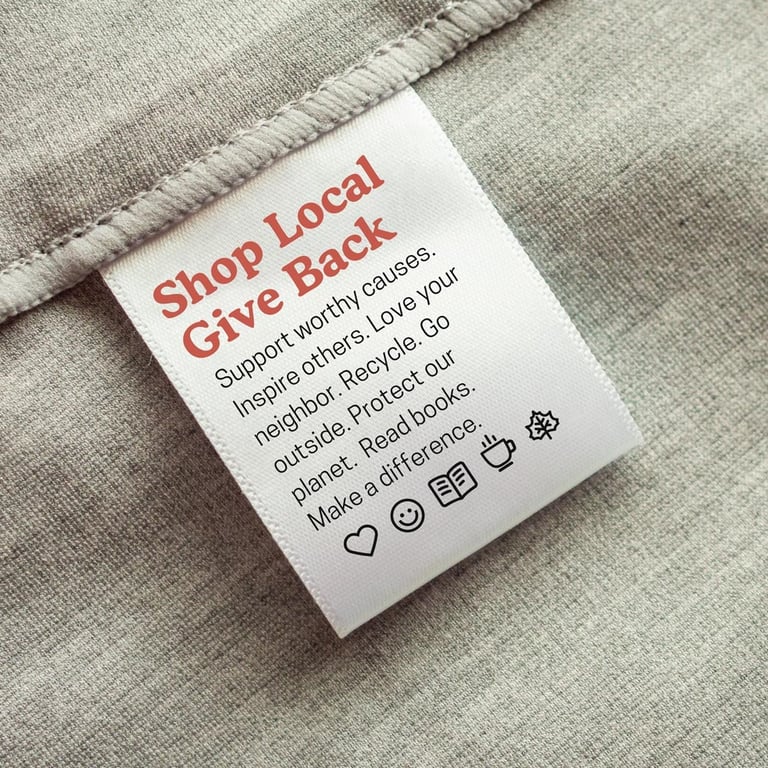 Shop Local
Give Back
Support worthy causes.
Inspire others. Love your
neighbor. Recycle. Go
outside. Protect our
planet. Read books.
Make a difference.